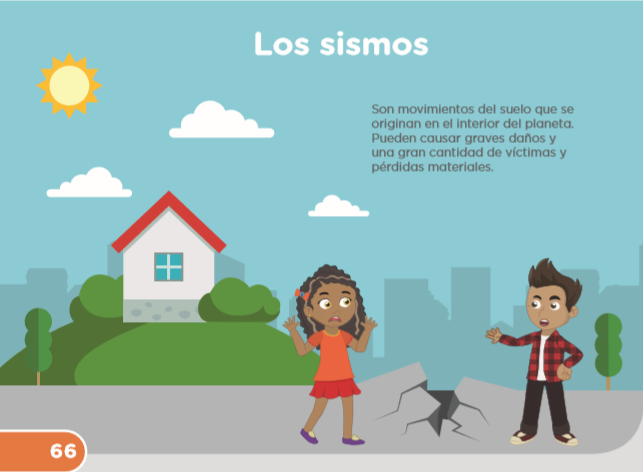 Los sismos
Son movimientos del suelo que se
originan en el interior del planeta.
Pueden causar graves daños y
una gran cantidad de víctimas y
pérdidas materiales.
66